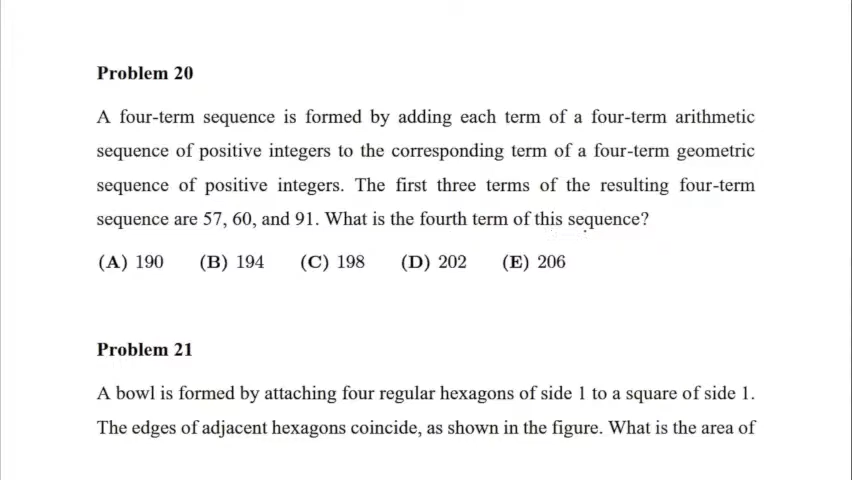 Problem 20
A four-term sequence is formed by adding each term of a four-term arithmetic
sequence of positive integers to the corresponding term of a four-term geometric
sequence of positive integers. The first three terms of the resulting four-term
sequence are 57, 60, and 91. What is the fourth term of this sequence?
(A) 190 (B) 194 (C) 198 (D) 202 (E) 206
Problem 21
A bowl is formed by attaching four regular hexagons of side 1 to a square of side 1.
The edges of adjacent hexagons coincide, as shown in the figure. What is the area of